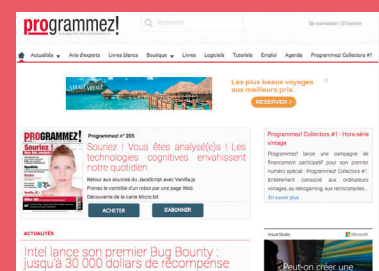 programmez!
Recherche
Se connecter | S'inscrire
Actualités
Avis d'experts
Livres blancs
Boutique
Livres
Logiciels
Tutoriels
Emploi
Agenda
Programmez! Collectors #1
VOYAGE VOYAGE
Les plus beaux voyages
aux meilleurs prix.
RESERVER >
PROGRAMMEZ!
Souriez !
Programmez! n° 205
Souriez ! Vous êtes analysé(e)s ! Les
technologies cognitives envahissent
notre quotidien
Retour aux sources du JavaScript avec Vanilla.js
Prenez le contrôle d'un robot par une page Web
Découverte de la carte Micro bit
ACHETER
S'ABONNER
Programmez! Collectors #1 - Hors-série
vintage
Programmez! lance une campagne de
financement participatif pour son premier
numéro spécial : Programmez! Collectors #1.
Entièrement consacré aux ordinateurs
vintages, au retrogaming, aux retroconsoles...
En savoir plus
ACTUALITÉS
Intel lance son premier Bug Bounty :
jusqu'à 30 000 dollars de récompense
Visual Studio
Microsoft
Peut-on créer une